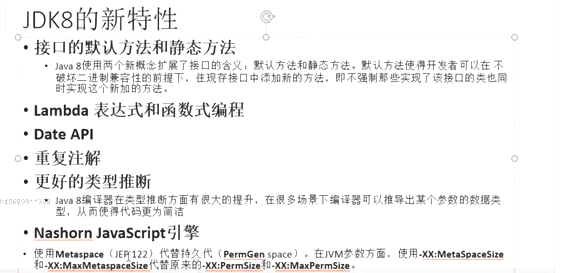 JDK8的新特性
• 接口的默认方法和静态方法
• Java 8使用两个新概念扩展了接口的含义：默认方法和静态方法。默认方法使得开发者可以在 不
破坏二进制兼容性的前提下，往现存接口中添加新的方法，即不强制那些实现了该接口的类也同
时实现这个新加的方法。
• Lambda 表达式和函数式编程
• Date API
• 重复注解
• 更好的类型推断
• Java 8编译器在类型推断方面有很大的提升，在很多场景下编译器可以推导出某个参数的数据类
型，从而使得代码更为简洁
• Nashorn JavaScript引擎
• 使用Metaspace（JEP 122）代替持久代（PermGen space）。在JVM参数方面，使用-XX:MetaSpaceSize
和-XX:MaxMetaspaceSize代替原来的-XX:PermSize和-XX:MaxPermSize。